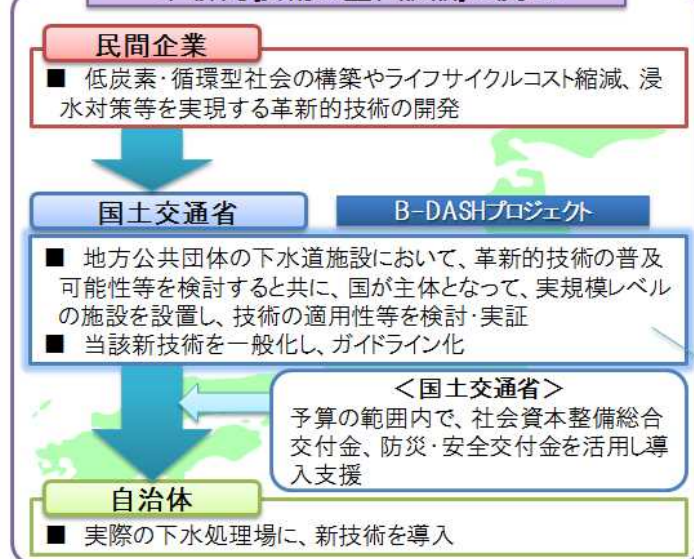 民間企業
■ 低炭素・循環型社会の構築やライフサイクルコスト縮減、浸
水対策等を実現する革新的技術の開発
国土交通省
B-DASHプロジェクト
■ 地方公共団体の下水道施設において、革新的技術の普及
可能性等を検討すると共に、国が主体となって、実規模レベル
の施設を設置し、技術の適用性等を検討・実証
■ 当該新技術を一般化し、ガイドライン化
＜国土交通省＞
予算の範囲内で、社会資本整備総合
交付金、防災・安全交付金を活用し導
入支援
自治体
■ 実際の下水処理場に、新技術を導入